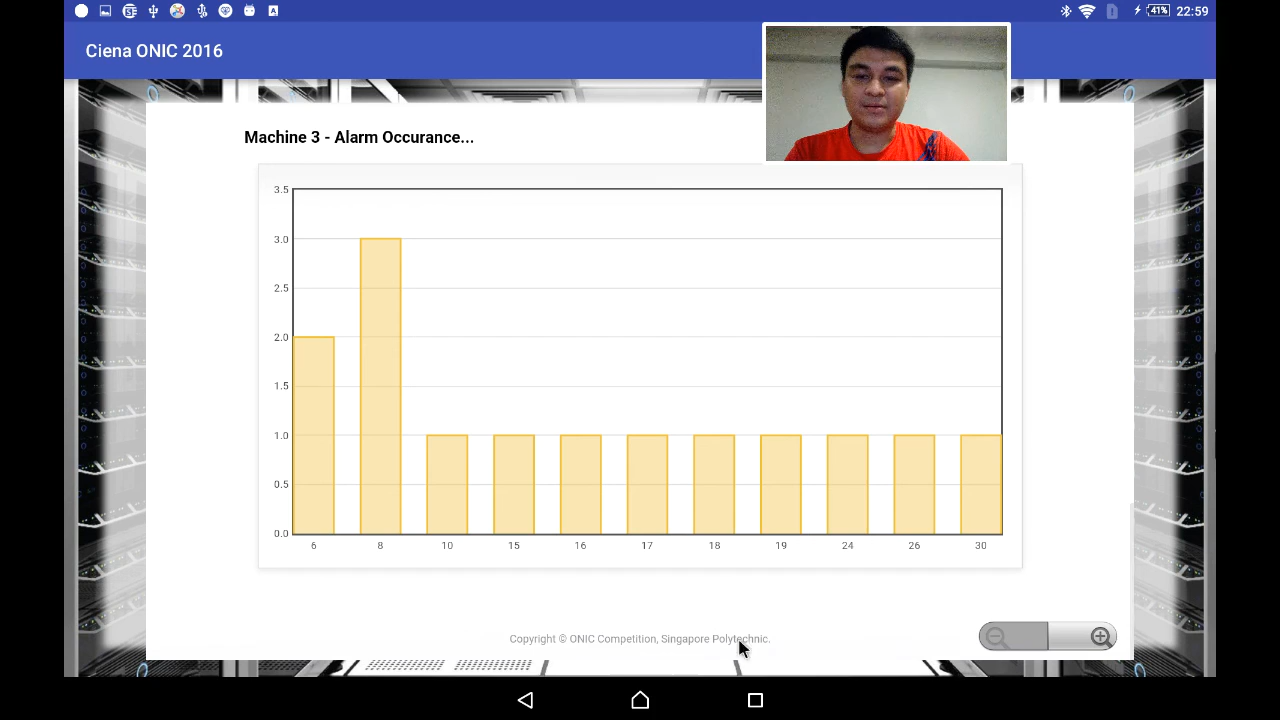 41% 22:59
Ciena ONIC 2016
Machine 3 - Alarm Occurance...
3.5
3.0
2.5
2.0
1.5
1.0
0.5
0.0
6 8 10 15 16 17 18 19 24 26 30
Copyright © ONIC Competition, Singapore Polytechnic.